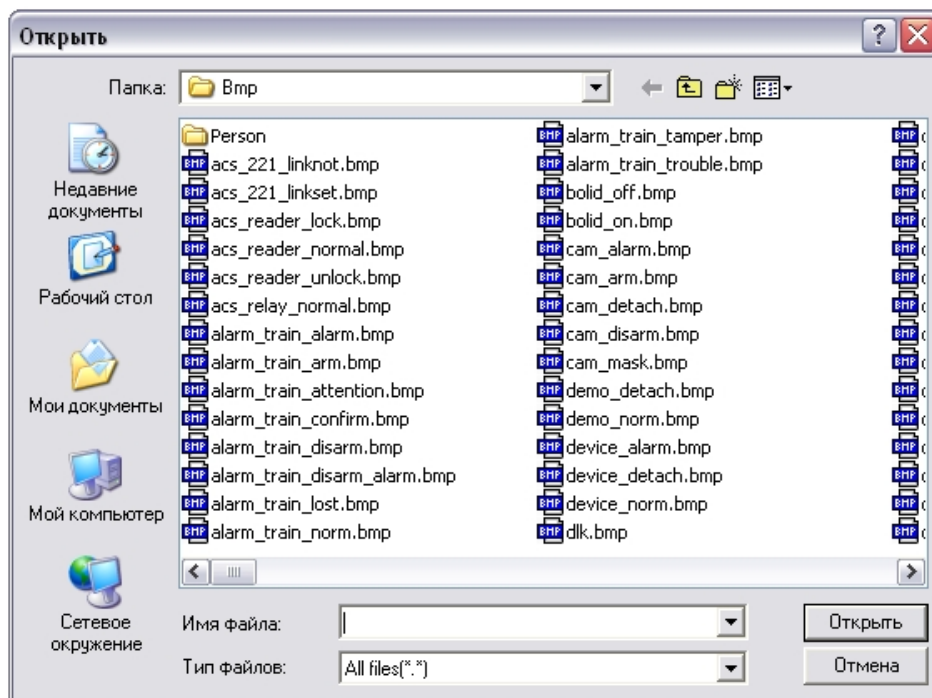 Открыть
Папка: Bmp
Недавние документы
Рабочий стол
Мои документы
Мой компьютер
Сетевое окружение
Person
acs_221_linknot.bmp
acs_221_linkset.bmp
acs_reader_lock.bmp
acs_reader_normal.bmp
acs_reader_unlock.bmp
acs_relay_normal.bmp
alarm_train_alarm.bmp
alarm_train_arm.bmp
alarm_train_attention.bmp
alarm_train_confirm.bmp
alarm_train_disarm.bmp
alarm_train_disarm_alarm.bmp
alarm_train_lost.bmp
alarm_train_norm.bmp
alarm_train_tamper.bmp
alarm_train_trouble.bmp
bolid_off.bmp
bolid_on.bmp
cam_alarm.bmp
cam_arm.bmp
cam_detach.bmp
cam_disarm.bmp
cam_mask.bmp
demo_detach.bmp
demo_norm.bmp
device_alarm.bmp
device_detach.bmp
device_norm.bmp
dlk.bmp
Имя файла:
Открыть
Тип файлов: All files(*.*)
Отмена